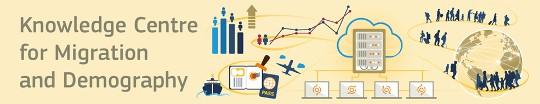 Knowledge Centre
for Migration
and Demography
PASS